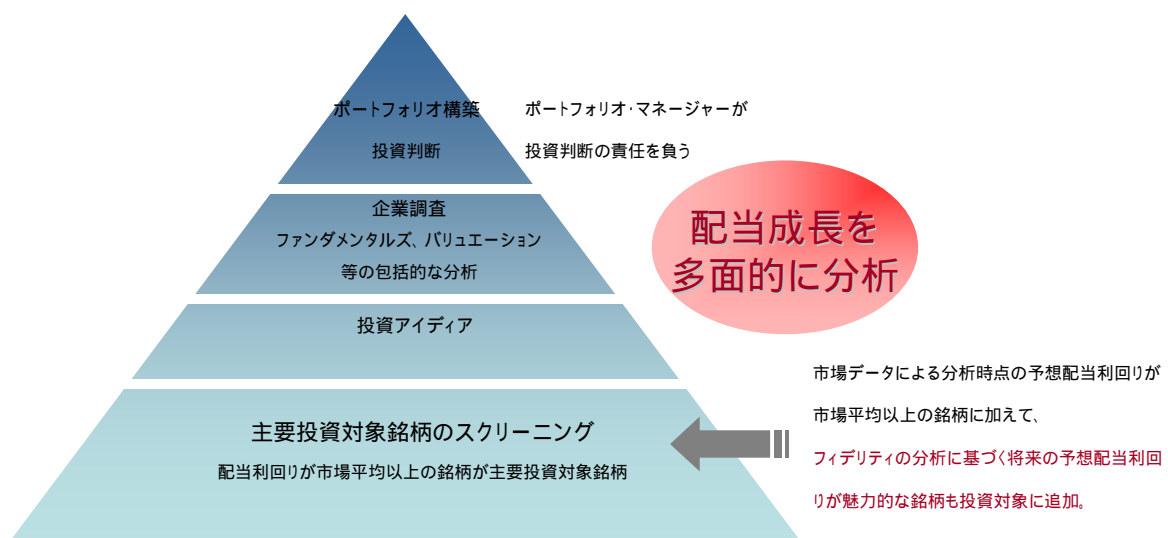 ポートフォリオ構築
投資判断
ポートフォリオ・マネージャーが
投資判断の責任を負う
企業調査
ファンダメンタルズ、バリュエーション
等の包括的な分析
配当成長を
多面的に分析
投資アイディア
主要投資対象銘柄のスクリーニング
配当利回りが市場平均以上の銘柄が主要投資対象銘柄
市場データによる分析時点の予想配当利回りが
市場平均以上の銘柄に加えて、
フィデリティの分析に基づく将来の予想配当利回
りが魅力的な銘柄も投資対象に追加。